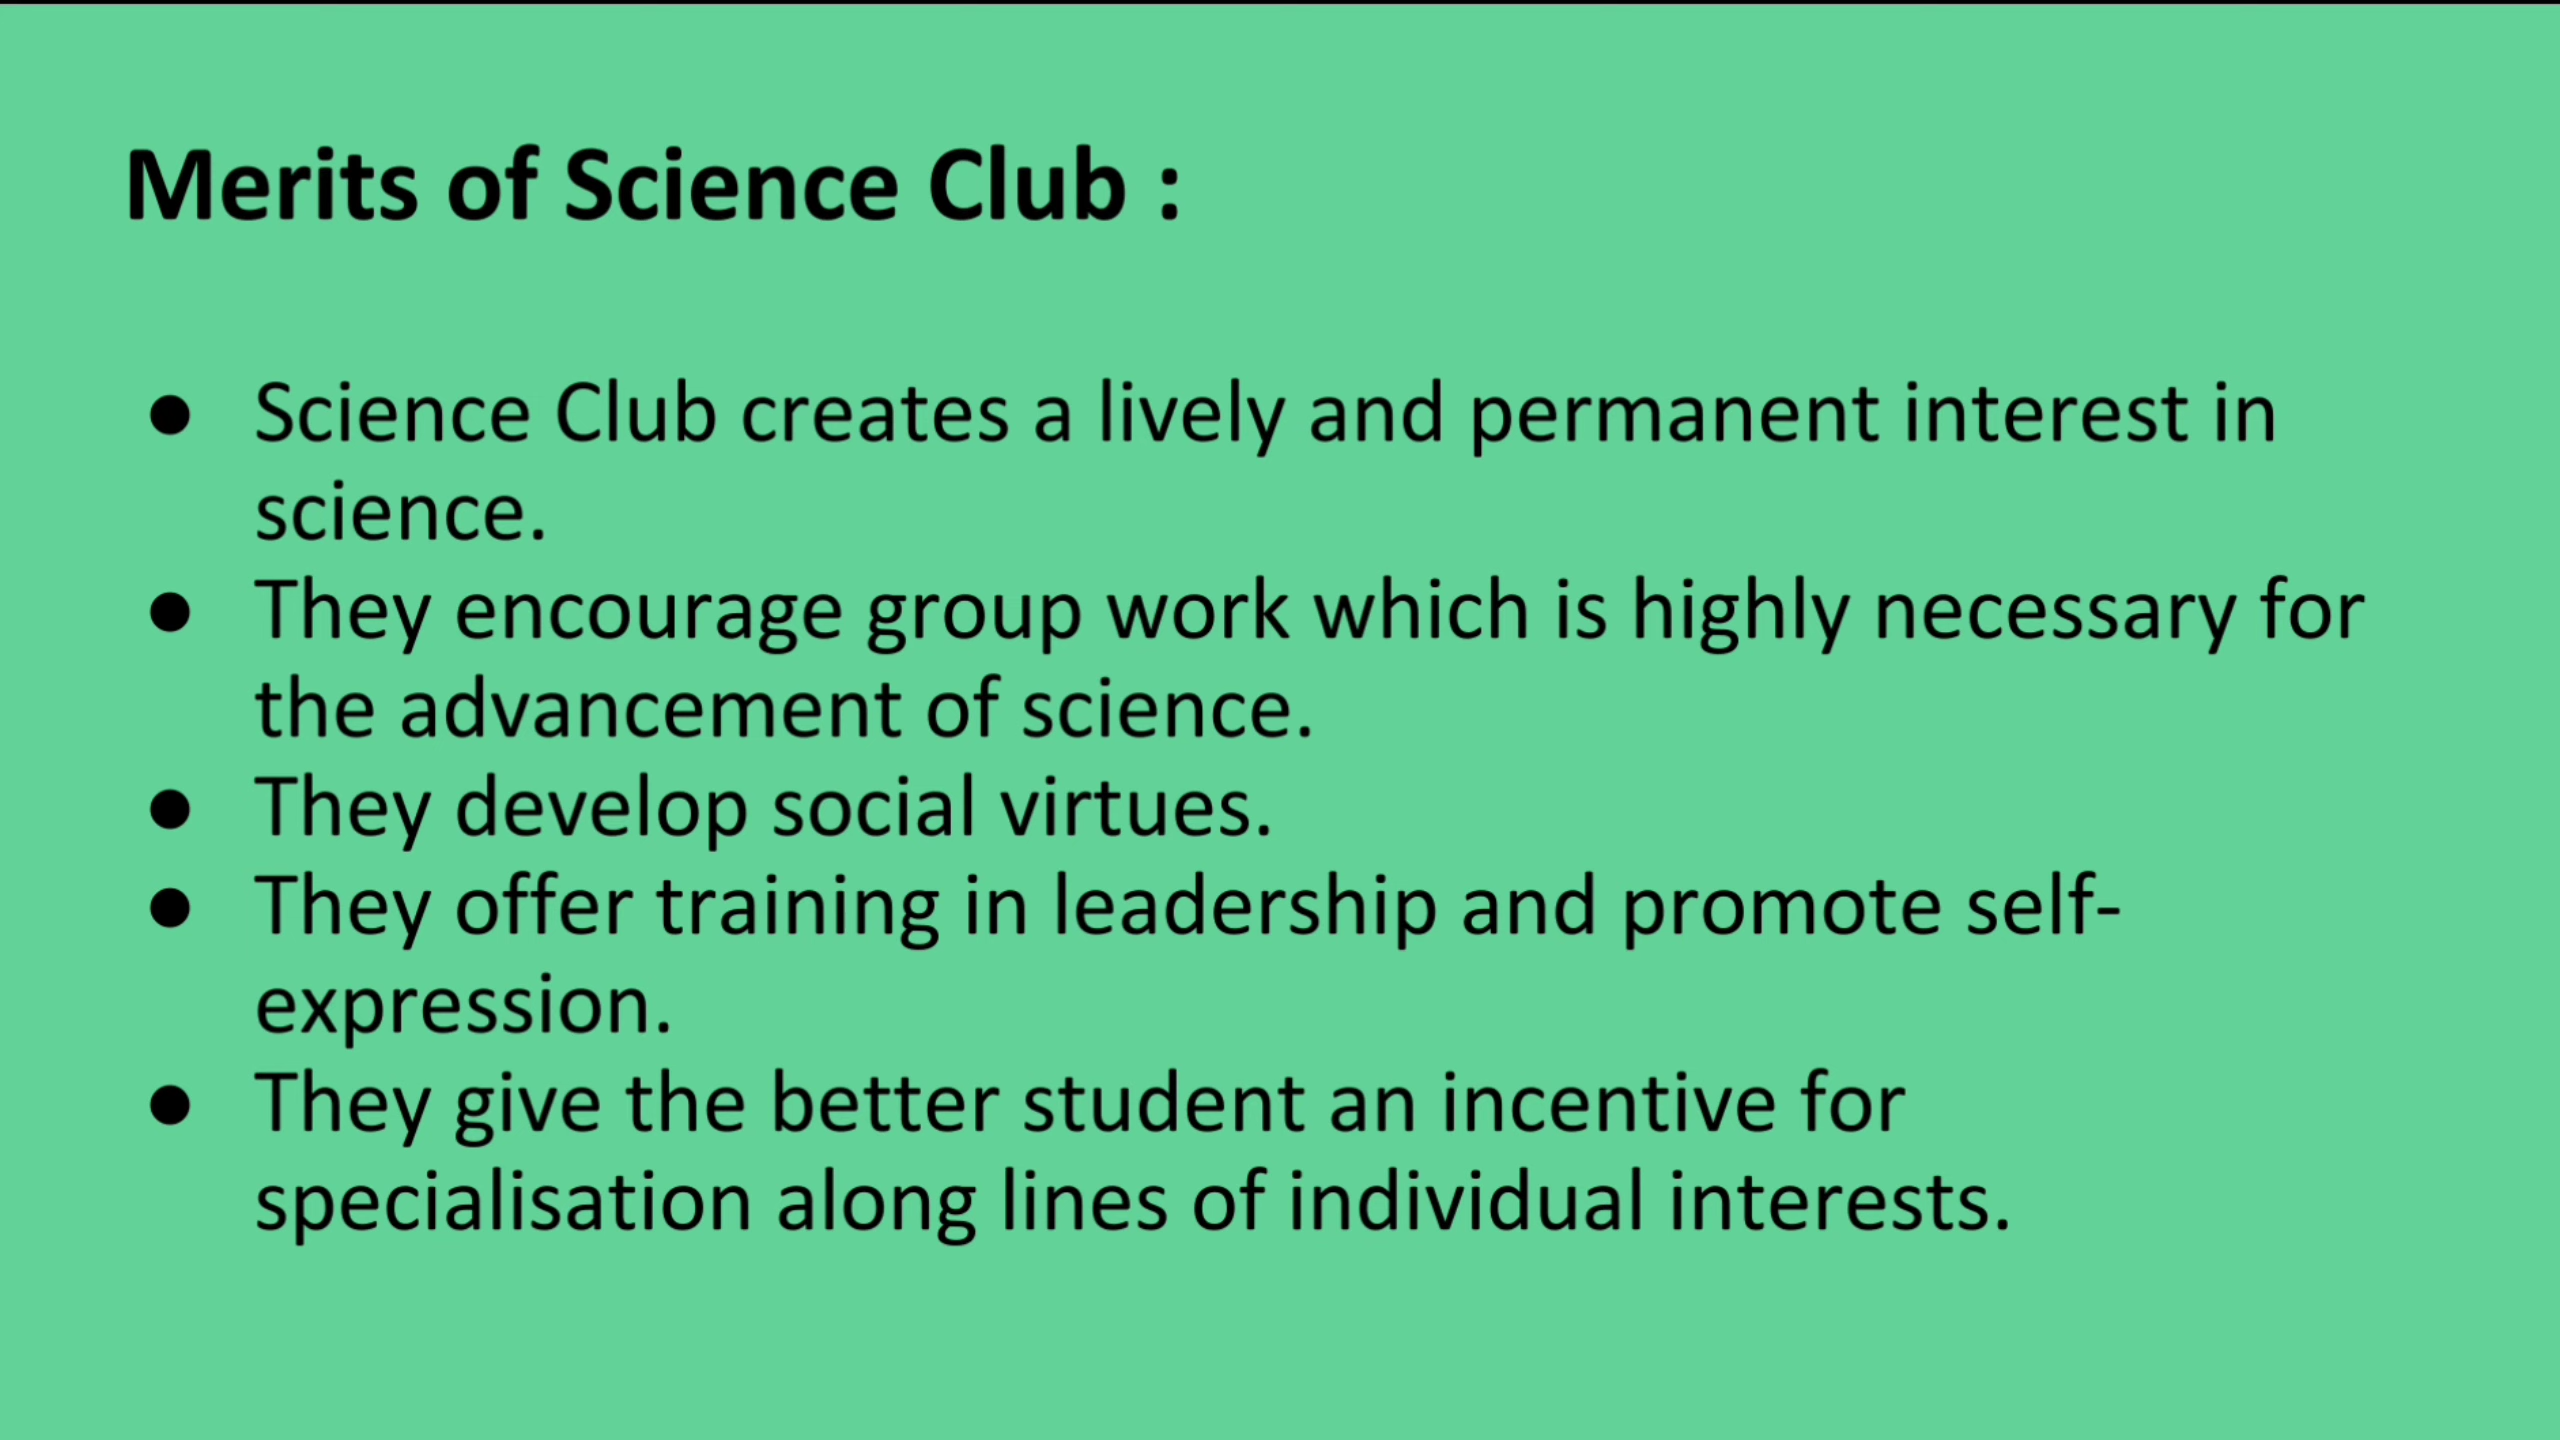 Merits of Science Club :
● Science Club creates a lively and permanent interest in
science.
● They encourage group work which is highly necessary for
the advancement of science.
● They develop social virtues.
● They offer training in leadership and promote self-
expression.
● They give the better student an incentive for
specialisation along lines of individual interests.